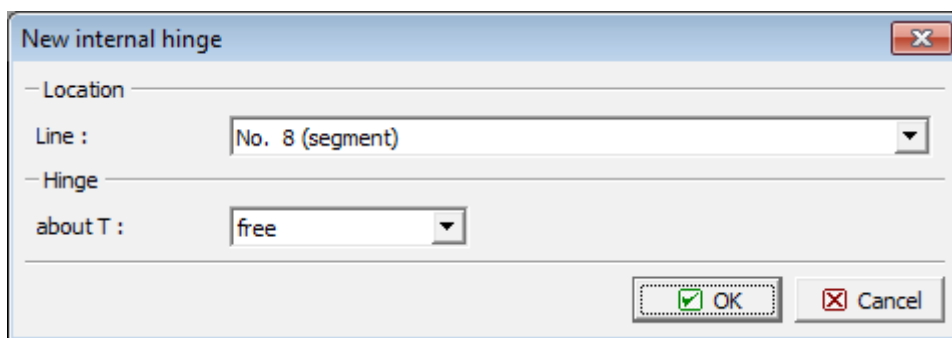 New internal hinge
Location
Line :
No. 8 (segment)
Hinge
about T :
free
OK
Cancel